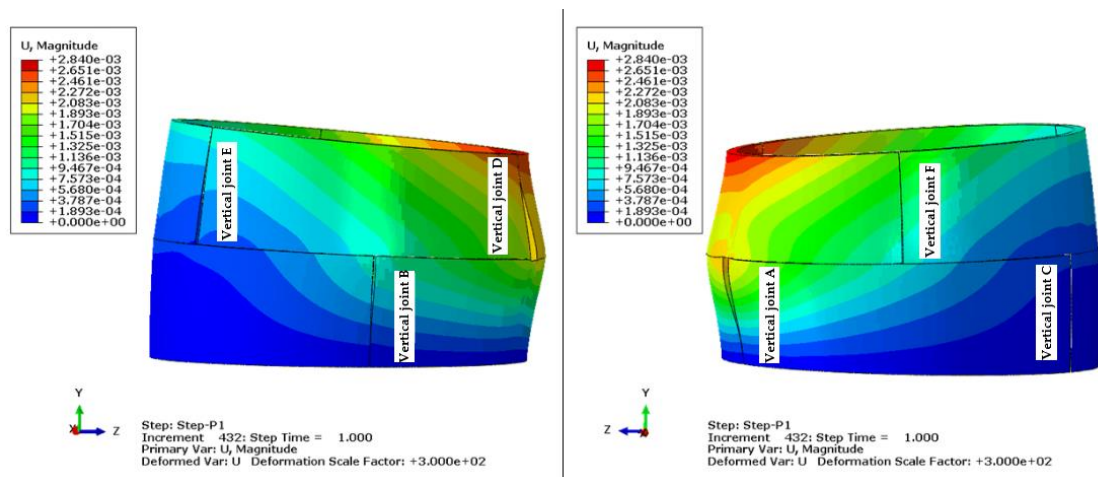 U, Magnitude
+2.840e-03
+2.651e-03
+2.461e-03
+2.272e-03
+2.083e-03
+1.893e-03
+1.704e-03
+1.515e-03
+1.325e-03
+1.136e-03
+9.467e-04
+7.573e-04
+5.680e-04
+3.787e-04
+1.893e-04
+0.000e+00
Vertical joint E
Vertical joint D
Vertical joint B
Y
X
Z
Step: Step-P1
Increment 432: Step Time = 1.000
Primary Var: U, Magnitude
Deformed Var: U Deformation Scale Factor: +3.000e+02
U, Magnitude
+2.840e-03
+2.651e-03
+2.461e-03
+2.272e-03
+2.083e-03
+1.893e-03
+1.704e-03
+1.515e-03
+1.325e-03
+1.136e-03
+9.467e-04
+7.573e-04
+5.680e-04
+3.787e-04
+1.893e-04
+0.000e+00
Vertical joint F
Vertical joint A
Vertical joint C
Y
Z
X
Step: Step-P1
Increment 432: Step Time = 1.000
Primary Var: U, Magnitude
Deformed Var: U Deformation Scale Factor: +3.000e+02